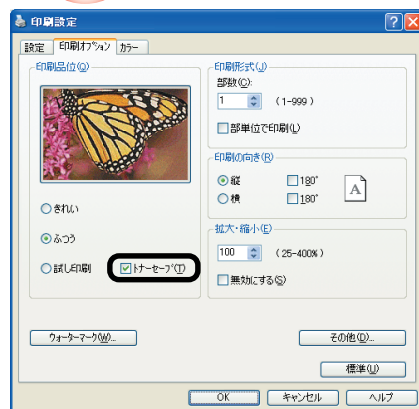 印刷設定
設定 印刷ｵﾌﾟｼｮﾝ ｶﾗｰ
印刷品位(Q)
きれい
ふつう
試し印刷 ﾄﾅｰｾｰﾌﾞ(T)
印刷形式(J)
部数(C):
1 (1-999)
部単位で印刷(L)
印刷の向き(R)
縦 180°
横 180°
A
拡大・縮小(E)
100 (25-400%)
無効にする(S)
ｳｫｰﾀｰﾏｰｸ(W)...
その他(D)...
標準(U)
OK ｷｬﾝｾﾙ ﾍﾙﾌﾟ